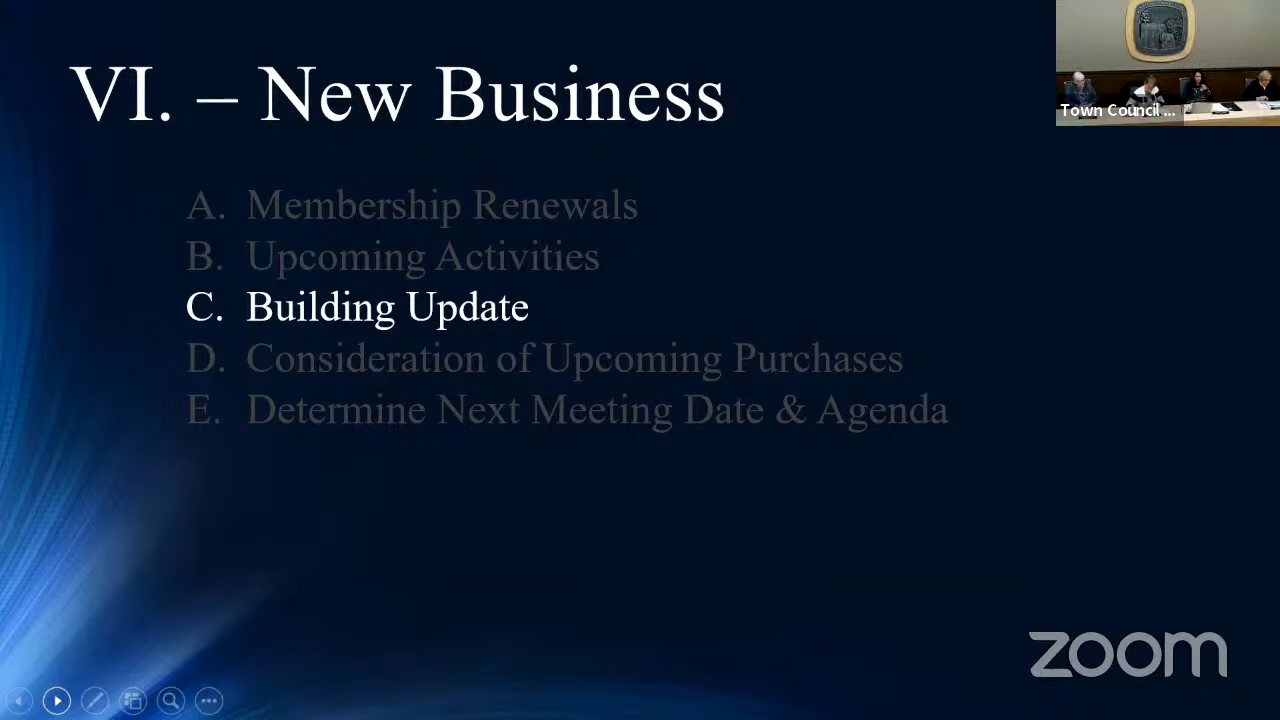 VI. – New Business
Town Council ...
A. Membership Renewals
B. Upcoming Activities
C. Building Update
D. Consideration of Upcoming Purchases
E. Determine Next Meeting Date & Agenda
zoom